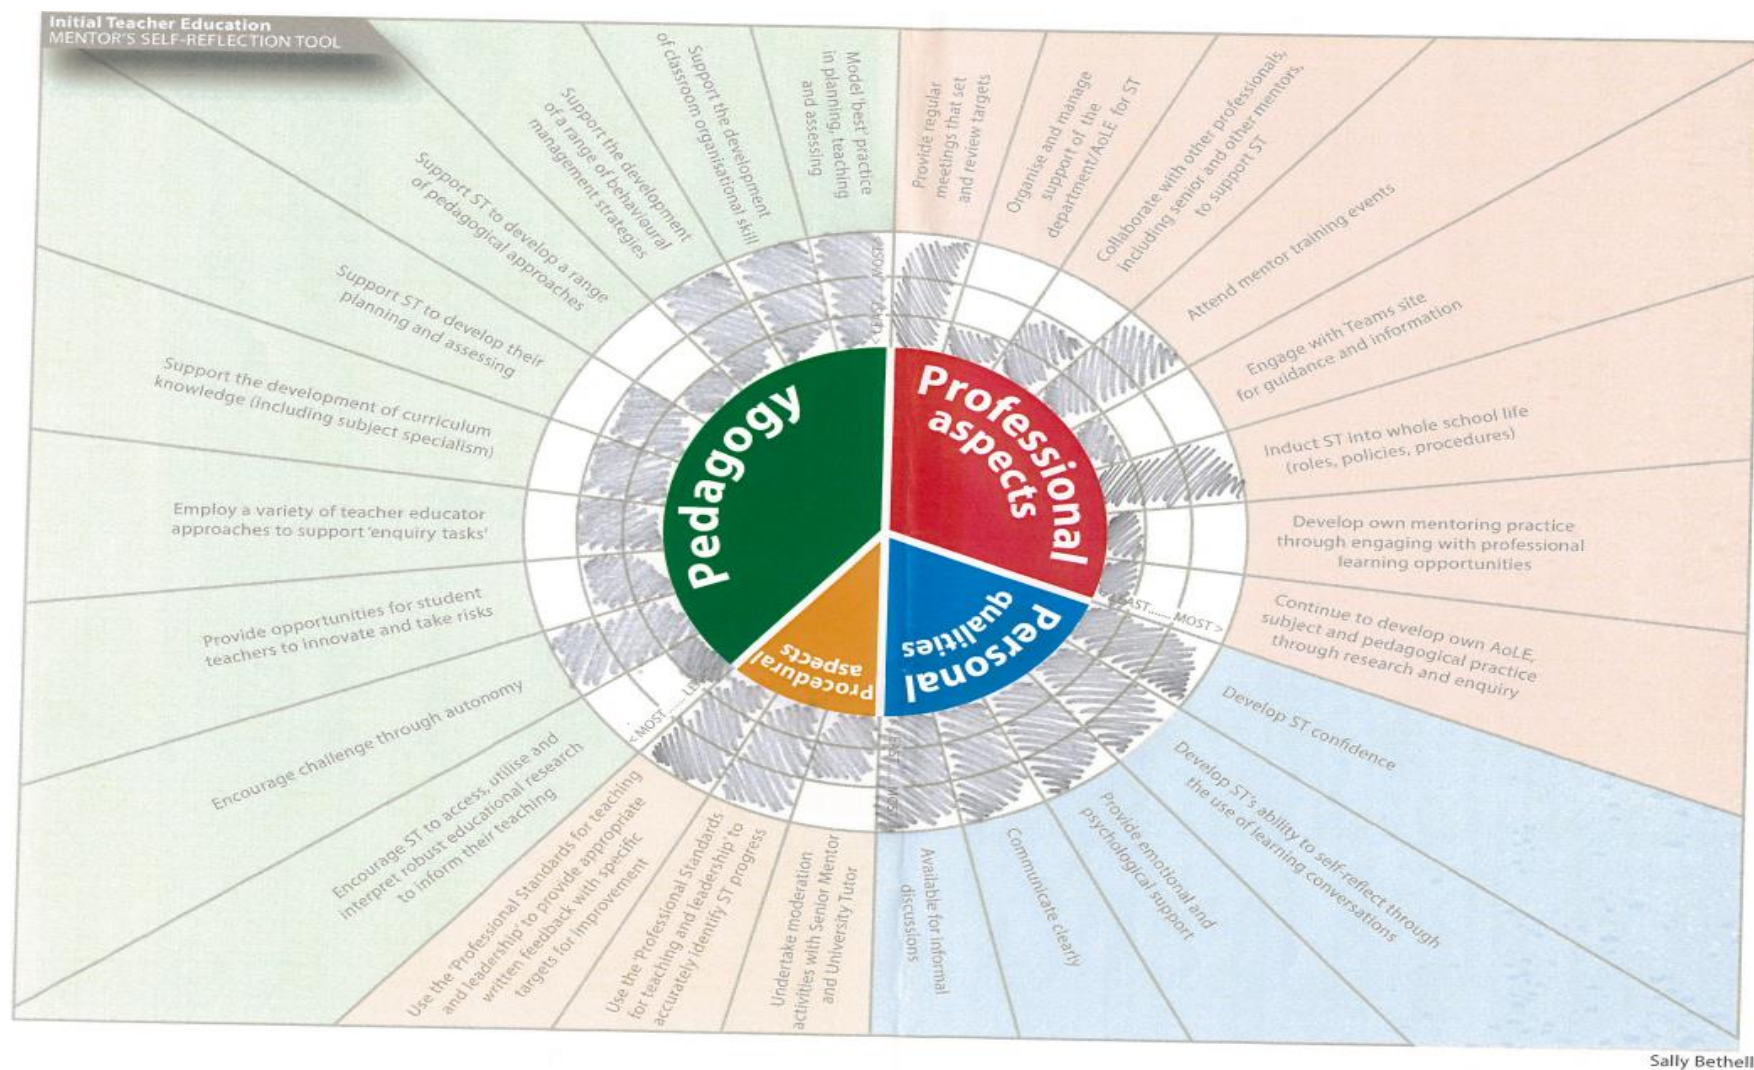 Initial Teacher Education
MENTOR'S SELF-REFLECTION TOOL
Model 'best' practice
in planning, teaching
and assessing
Provide regular
meetings that set
and review targets
Organise and manage
support of the
department/AoLE for ST
Collaborate with other professionals,
including senior and other mentors,
to support ST
Attend mentor training events
Engage with Teams site
for guidance and information
Induct ST into whole school life
(roles, policies, procedures)
Develop own mentoring practice
through engaging with professional
learning opportunities
Continue to develop own AoLE,
subject and pedagogical practice
through research and enquiry
Develop ST confidence
Develop ST's ability to self-reflect through
the use of learning conversations
Provide emotional and
psychological support
Communicate clearly
Available for informal
discussions
Undertake moderation
activities with Senior Mentor
and University Tutor
Use the 'Professional Standards
for teaching and leadership' to
accurately identify ST progress
Use the 'Professional Standards for teaching
and leadership' to provide appropriate
written feedback with specific
targets for improvement
Encourage ST to access, utilise and
interpret robust educational research
to inform their teaching
Encourage challenge through autonomy
Provide opportunities for student
teachers to innovate and take risks
Employ a variety of teacher educator
approaches to support 'enquiry tasks'
Support the development of curriculum
knowledge (including subject specialism)
Support ST to develop their
planning and assessing
Support ST to develop a range
of pedagogical approaches
Support the development
of a range of behavioural
management strategies
Support the development
of classroom organisational skill
Pedagogy
Professional
aspects
Personal
qualities
Procedural
aspects
< LEAST MOST
MOST >
< MOST
MOST
Sally Bethell